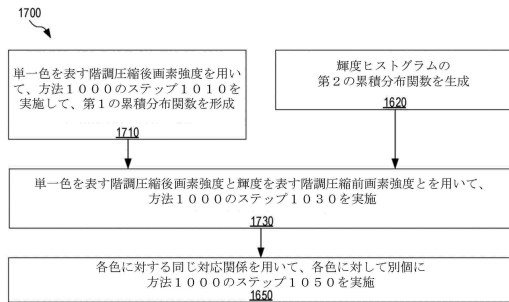 1700
単一色を表す階調圧縮後画素強度を用い
て、方法1000のステップ1010を
実施して、第1の累積分布関数を形成
1710
輝度ヒストグラムの
第2の累積分布関数を生成
1620
単一色を表す階調圧縮後画素強度と輝度を表す階調圧縮前画素強度とを用いて、
方法1000のステップ1030を実施
1730
各色に対する同じ対応関係を用いて、各色に対して別個に
方法1000のステップ1050を実施
1650